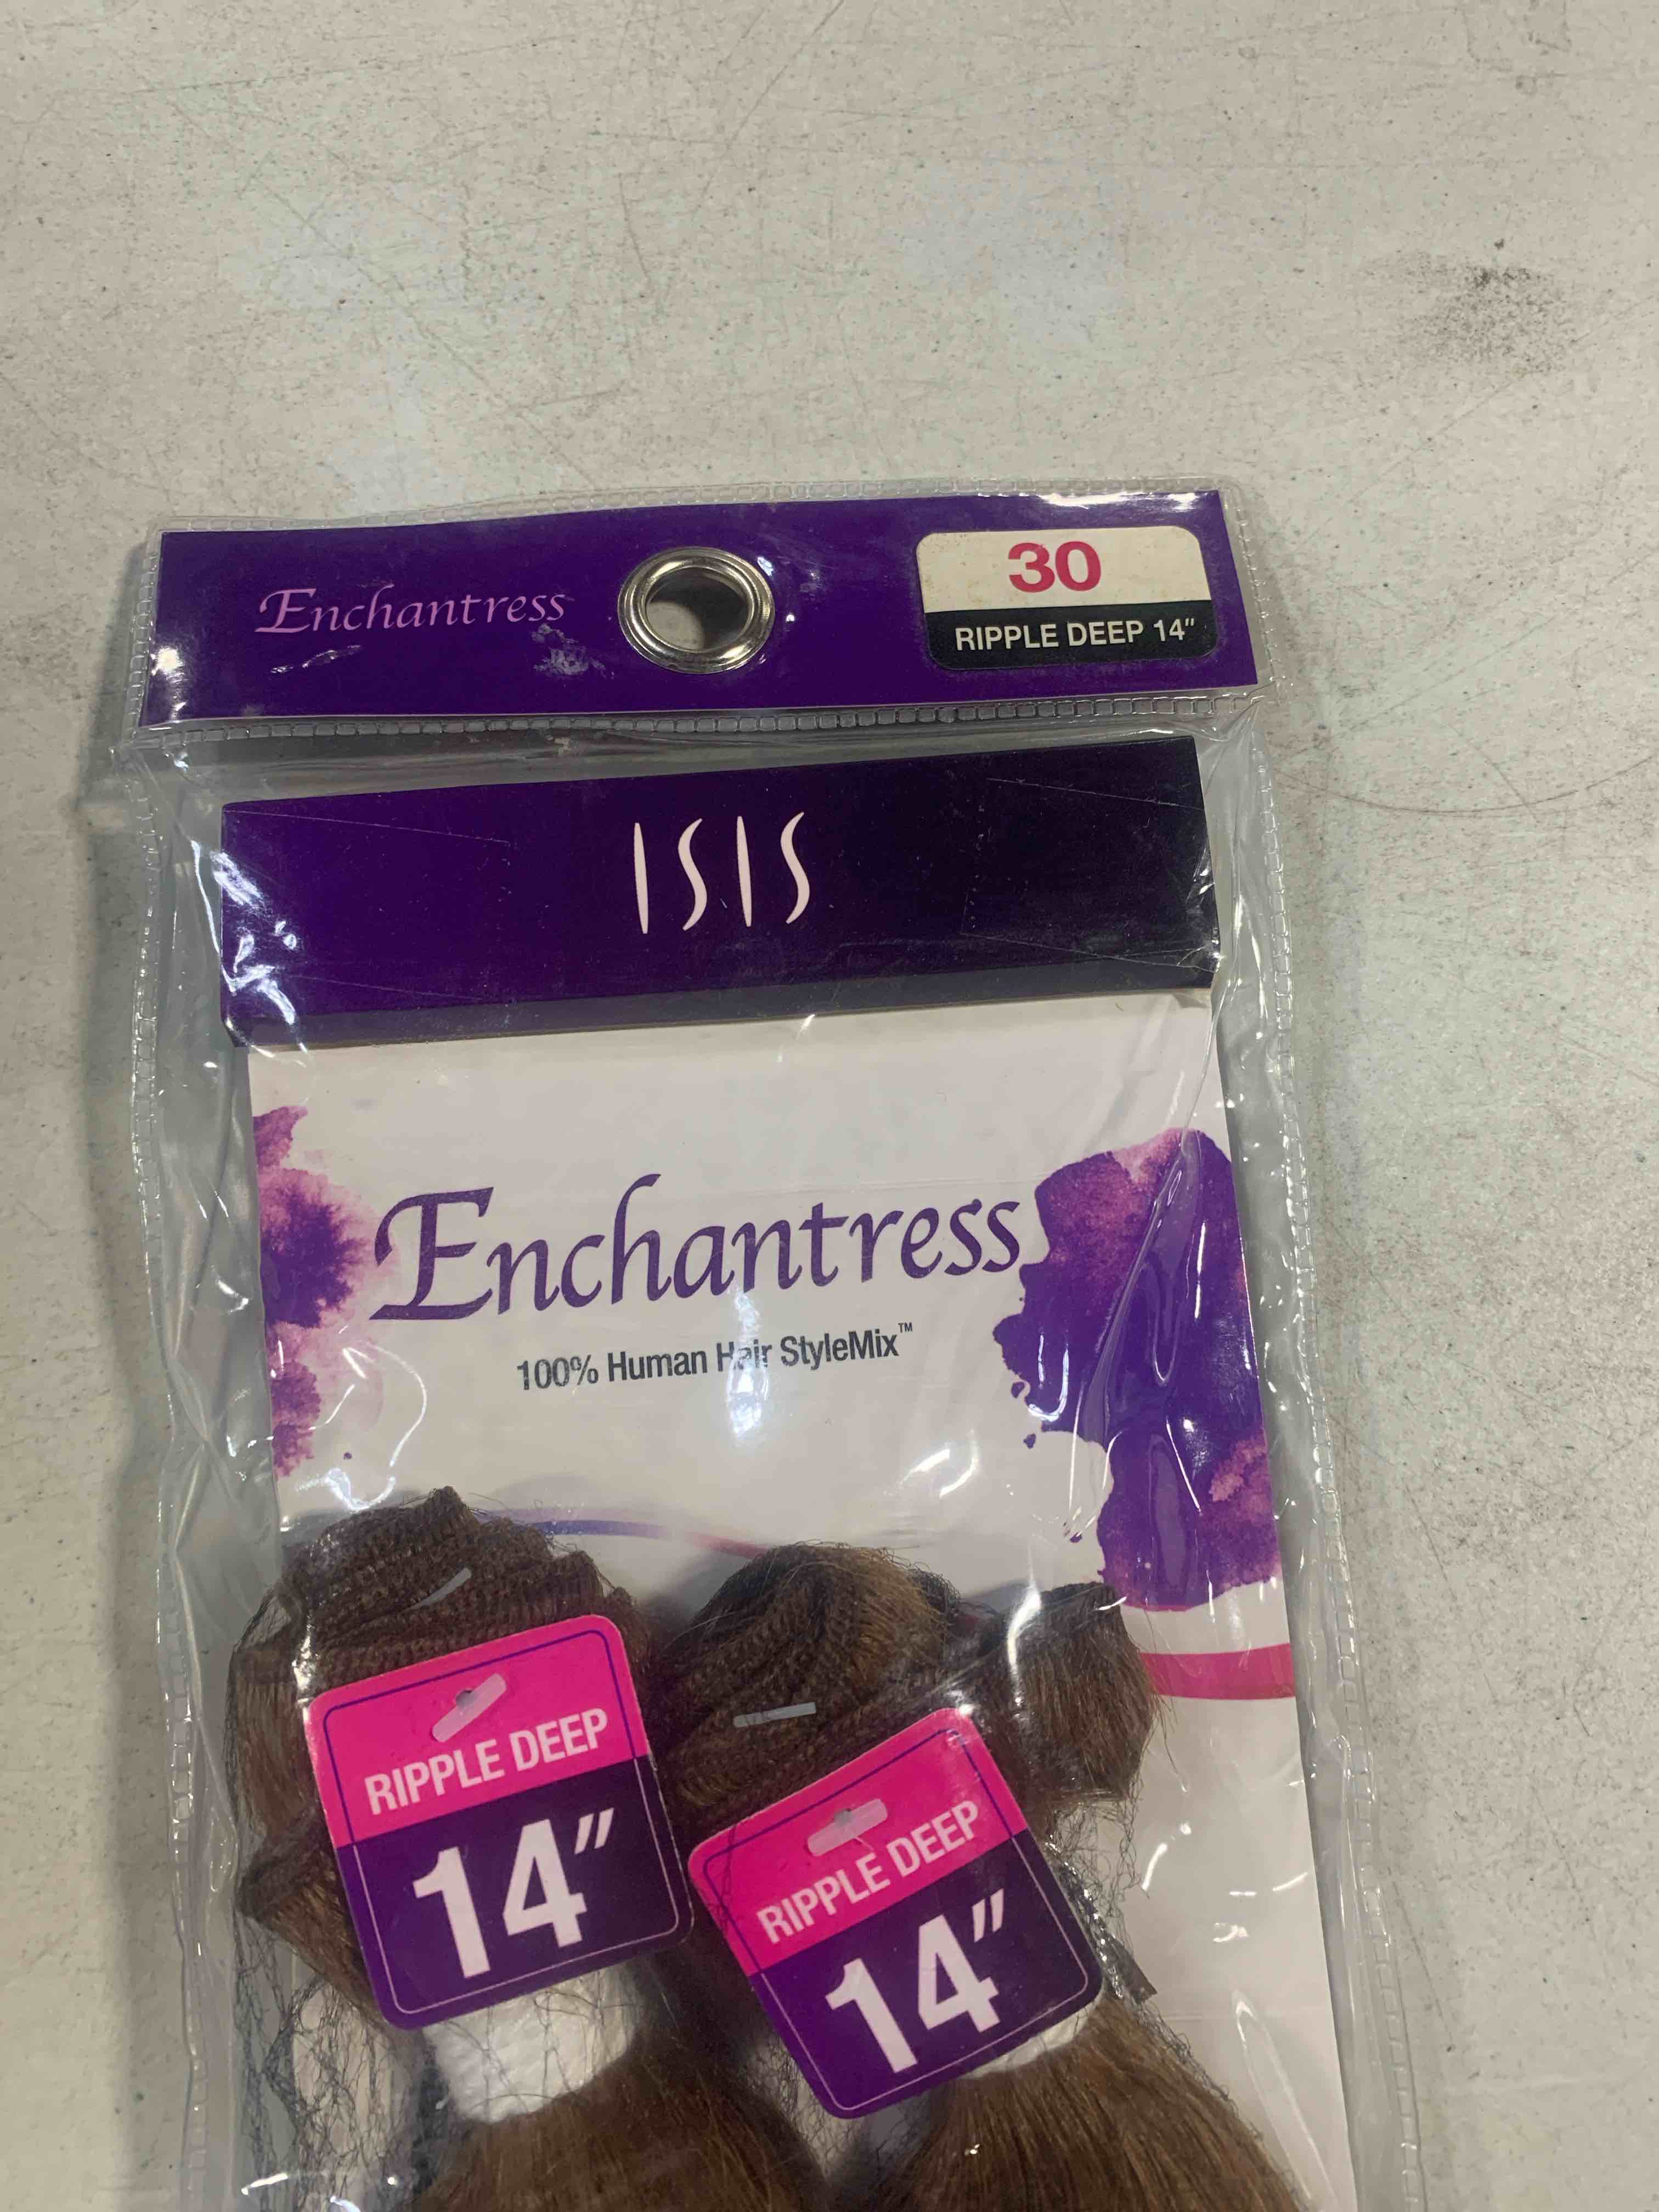 Enchantress
30
RIPPLE DEEP 14"
ISIS
Enchantress
100% Human Hair StyleMix™
RIPPLE DEEP
14"
RIPPLE DEEP
14"